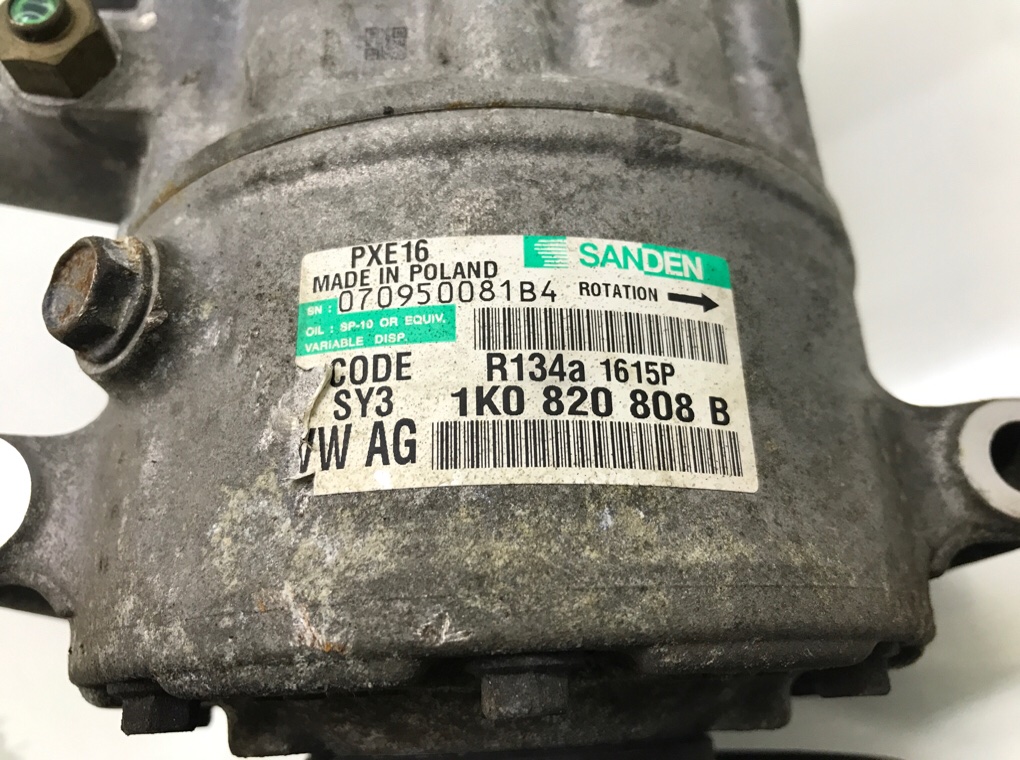 PXE16
SANDEN
MADE IN POLAND
SN : 070950081B4
ROTATION
OIL : SP-10 OR EQUIV.
VARIABLE DISP.
CODE R134a 1615P
SY3 1K0 820 808 B
VW AG